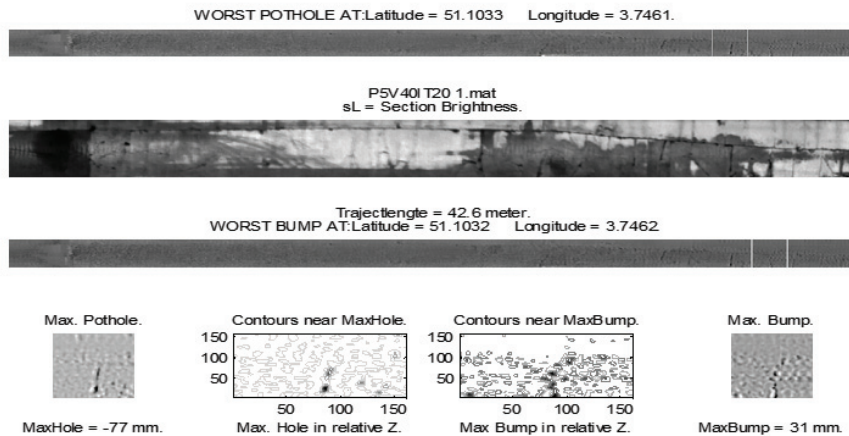 WORST POTHOLE AT:Latitude = 51.1033 Longitude = 3.7461.
P5V40IT20 1.mat
sL = Section Brightness.
Trajectlengte = 42.6 meter.
WORST BUMP AT:Latitude = 51.1032 Longitude = 3.7462
Max. Pothole. Contours near MaxHole. Contours near MaxBump. Max. Bump.
150 150
100 100
50 50
50 100 150 50 100 150
MaxHole = -77 mm. Max. Hole in relative Z. Max Bump in relative Z. MaxBump = 31 mm.